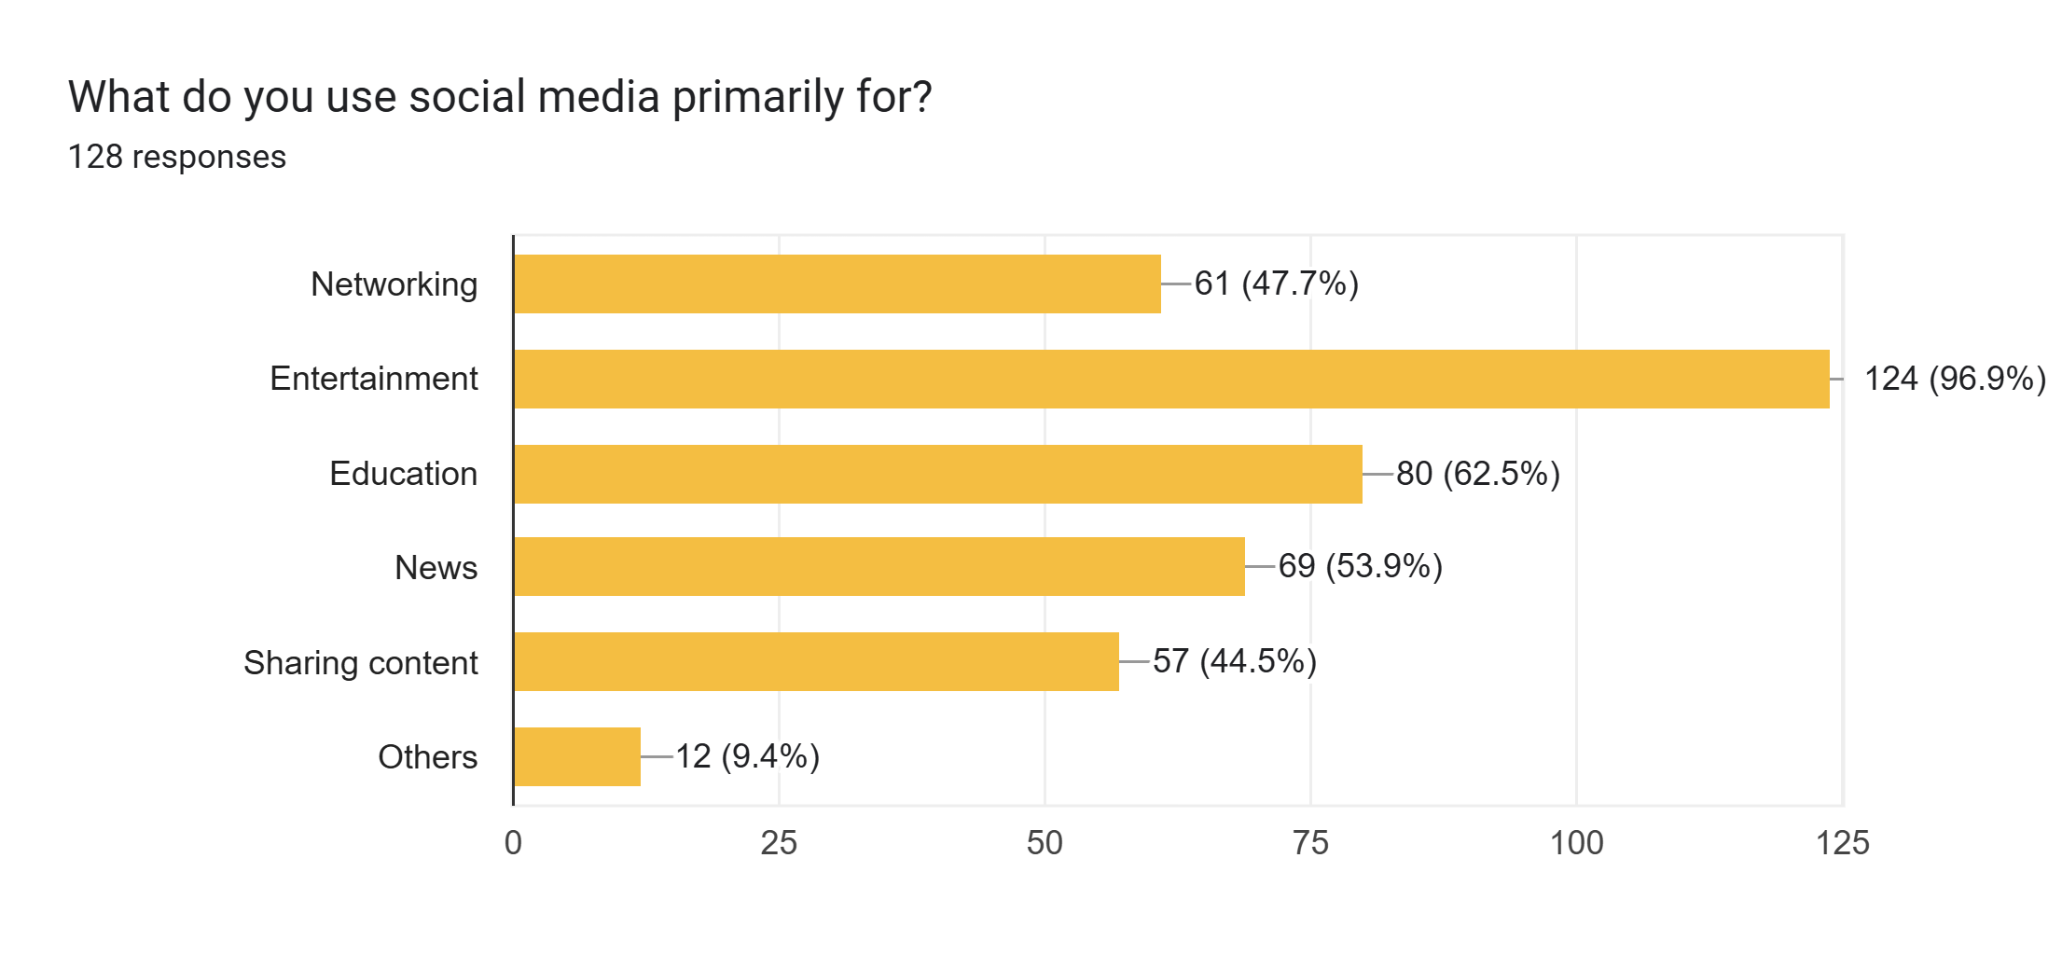 What do you use social media primarily for?
128 responses
Networking 61 (47.7%)
Entertainment 124 (96.9%)
Education 80 (62.5%)
News 69 (53.9%)
Sharing content 57 (44.5%)
Others 12 (9.4%)
0 25 50 75 100 125